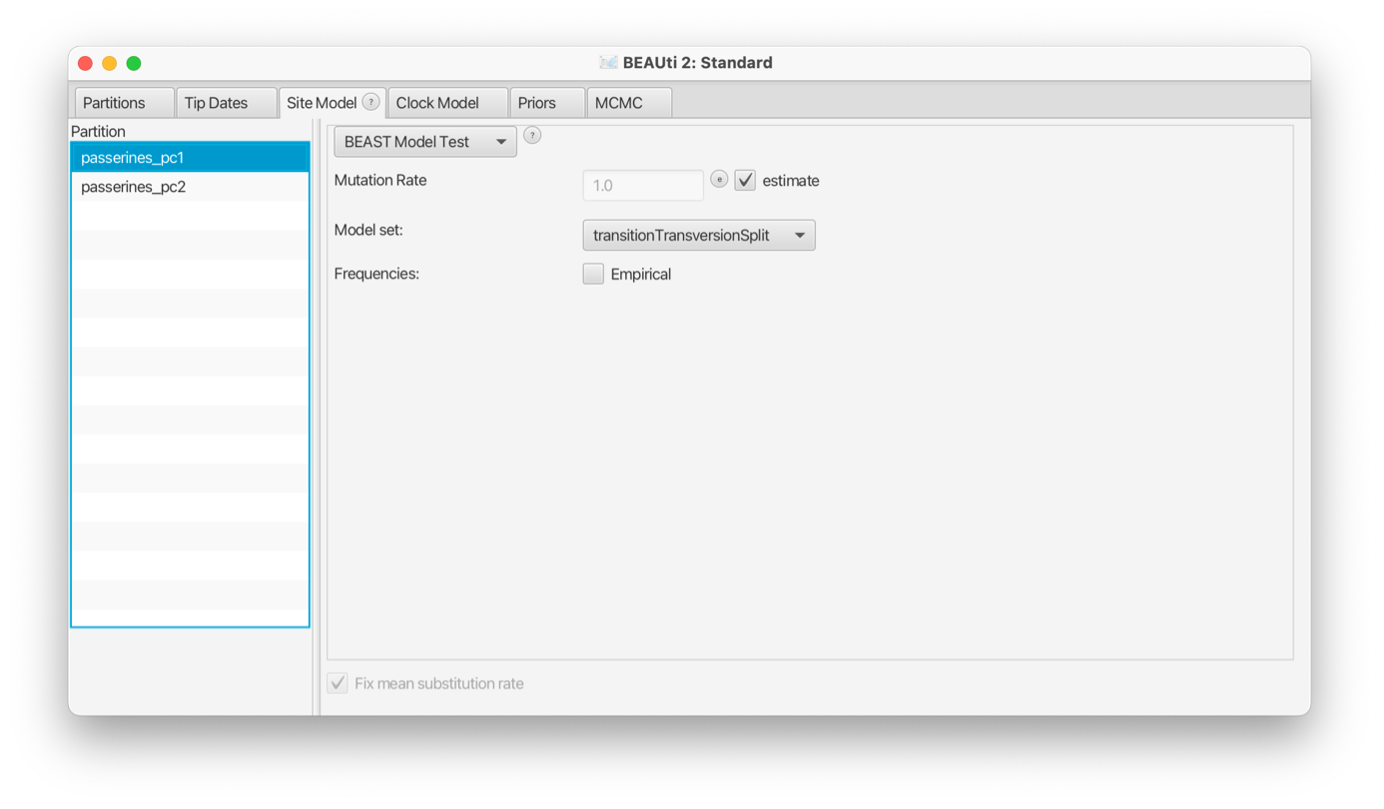 BEAUti 2: Standard
Partitions Tip Dates Site Model ? Clock Model Priors MCMC
Partition
passerines_pc1
passerines_pc2
BEAST Model Test ?
Mutation Rate 1.0 e estimate
Model set: transitionTransversionSplit
Frequencies: Empirical
Fix mean substitution rate